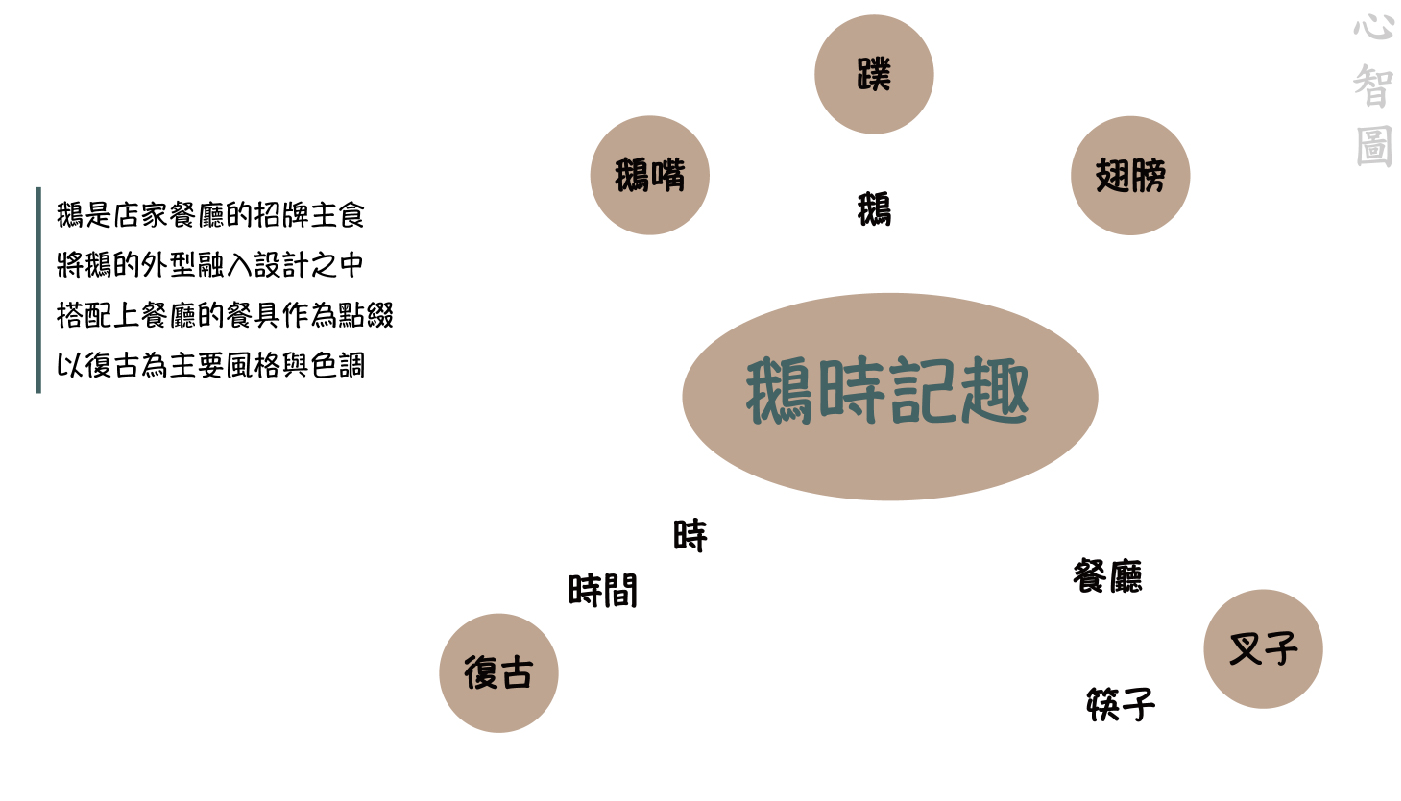 心智圖
蹼
鵝嘴
翅膀
鵝
鵝是店家餐廳的招牌主食
將鵝的外型融入設計之中
搭配上餐廳的餐具作為點綴
以復古為主要風格與色調
鵝時記趣
時
時間
餐廳
復古
叉子
筷子